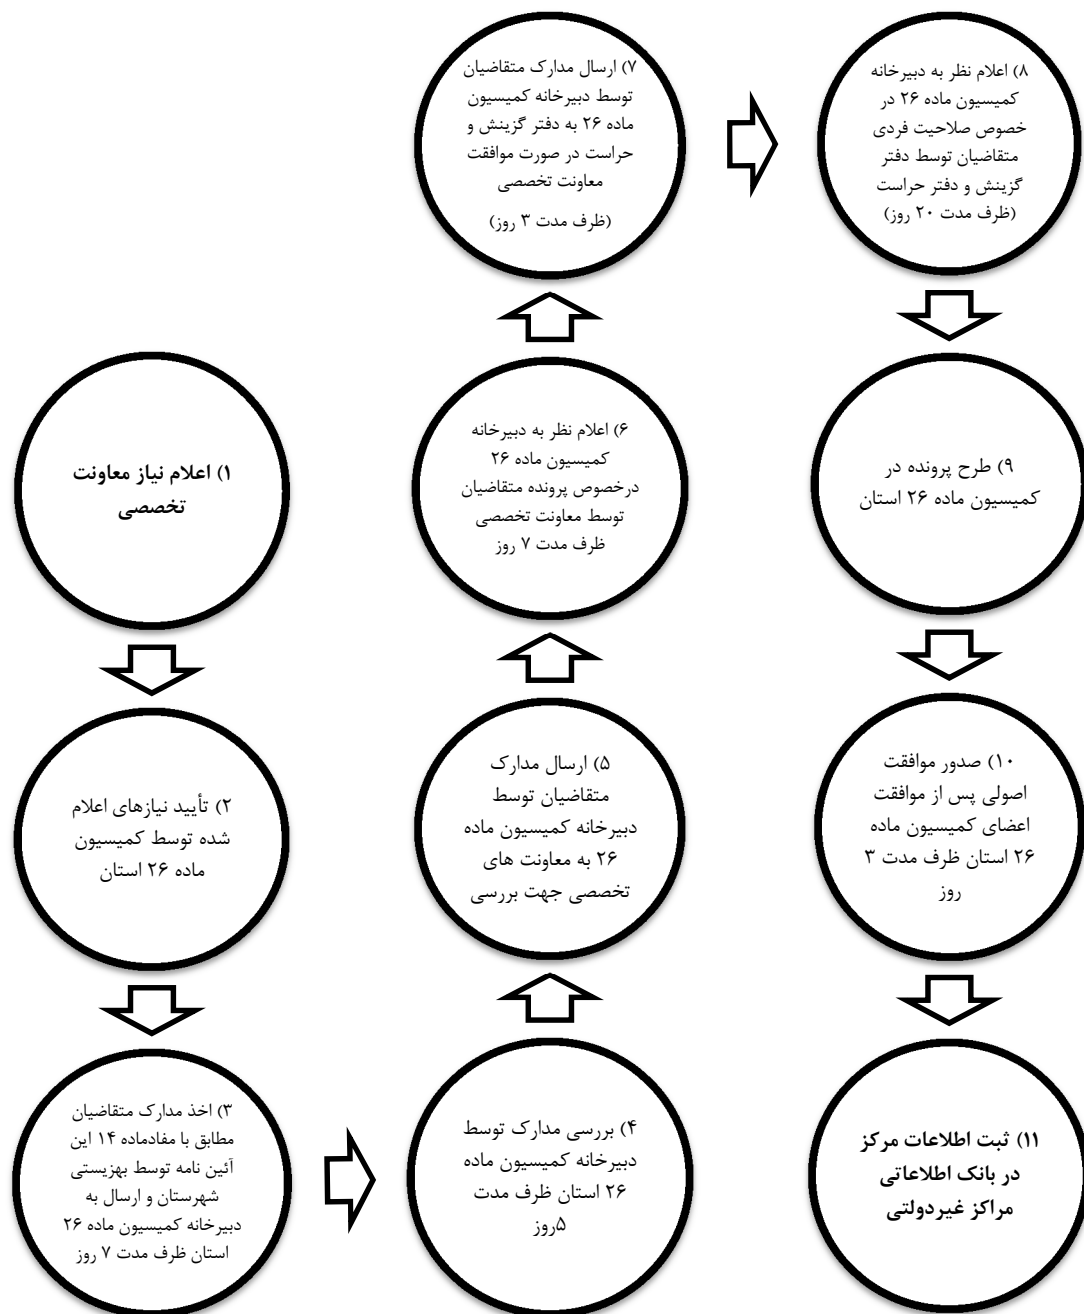 ۱) اعلام نیاز معاونت
تخصصی
۲) تأیید نیازهای اعلام
شده توسط کمیسیون
ماده ۲۶ استان
۳) اخذ مدارک متقاضیان
مطابق با مفادماده ۱۴ این
آئین نامه توسط بهزیستی
شهرستان و ارسال به
دبیرخانه کمیسیون ماده ۲۶
استان ظرف مدت ۷ روز
۴) بررسی مدارک توسط
دبیرخانه کمیسیون ماده
۲۶ استان ظرف مدت
۵روز
۵) ارسال مدارک
متقاضیان توسط
دبیرخانه کمیسیون ماده
۲۶ به معاونت های
تخصصی جهت بررسی
۶) اعلام نظر به دبیرخانه
کمیسیون ماده ۲۶
درخصوص پرونده متقاضیان
توسط معاونت تخصصی
ظرف مدت ۷ روز
۷) ارسال مدارک متقاضیان
توسط دبیرخانه کمیسیون
ماده ۲۶ به دفتر گزینش و
حراست در صورت موافقت
معاونت تخصصی
(ظرف مدت ۳ روز)
۸) اعلام نظر به دبیرخانه
کمیسیون ماده ۲۶ در
خصوص صلاحیت فردی
متقاضیان توسط دفتر
گزینش و دفتر حراست
(ظرف مدت ۲۰ روز)
۹) طرح پرونده در
کمیسیون ماده ۲۶ استان
۱۰) صدور موافقت
اصولی پس از موافقت
اعضای کمیسیون ماده
۲۶ استان ظرف مدت ۳
روز
۱۱) ثبت اطلاعات مرکز
در بانک اطلاعاتی
مراکز غیردولتی